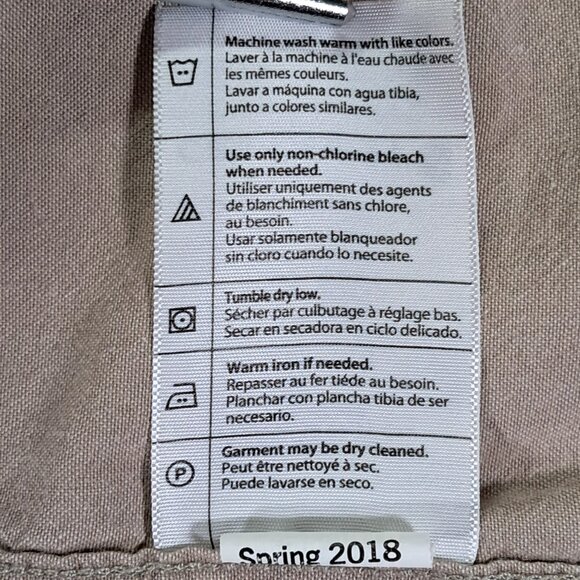 Machine wash warm with like colors.
Laver à la machine à l'eau chaude avec
les mêmes couleurs.
Lavar a máquina con agua tibia,
junto a colores similares.
Use only non-chlorine bleach
when needed.
Utiliser uniquement des agents
de blanchiment sans chlore,
au besoin.
Usar solamente blanqueador
sin cloro cuando lo necesite.
Tumble dry low.
Sécher par culbutage à réglage bas.
Secar en secadora en ciclo delicado.
Warm iron if needed.
Repasser au fer tiéde au besoin.
Planchar con plancha tibia de ser
necesario.
P
Garment may be dry cleaned.
Peut être nettoyé à sec.
Puede lavarse en seco.
Spring 2018